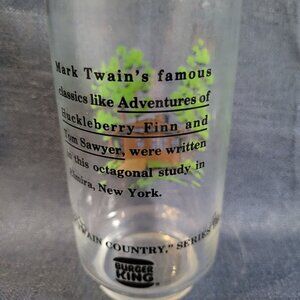 Mark Twain's famous
classics like Adventures of
Huckleberry Finn and
Tom Sawyer, were written
in this octagonal study in
Elmira, New York.
TWAIN COUNTRY," SERIES
BURGER
KING